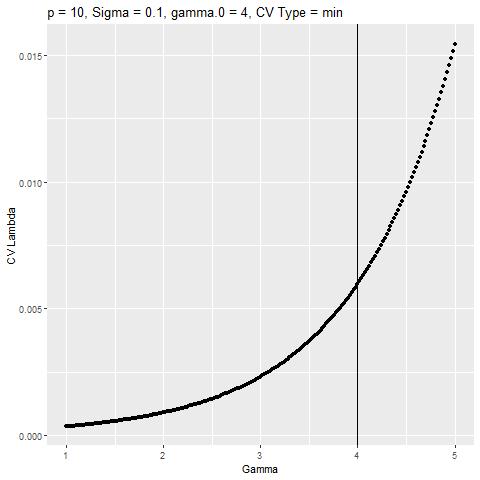 p = 10, Sigma = 0.1, gamma.0 = 4, CV Type = min
0.015
0.010
0.005
0.000
CV Lambda
1 2 3 4 5
Gamma